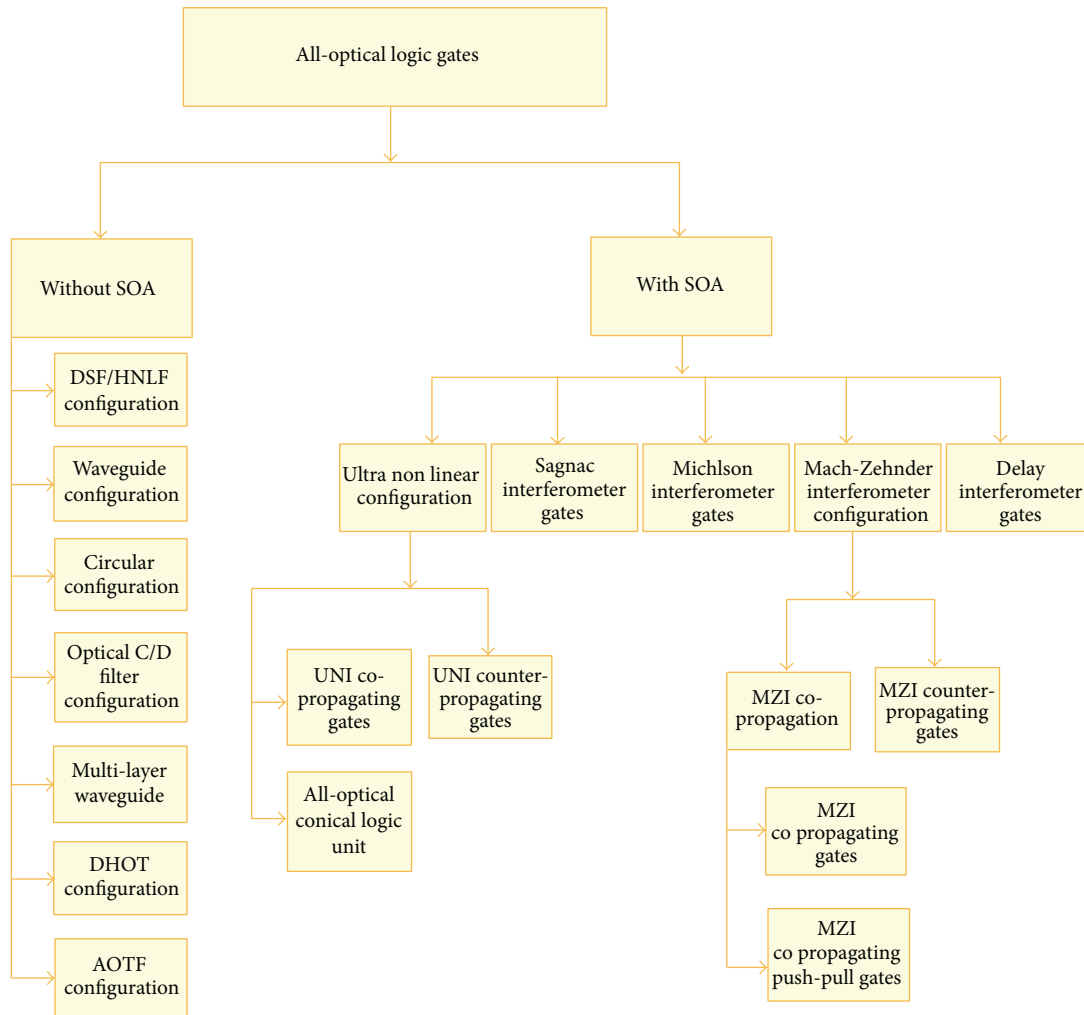 All-optical logic gates
Without SOA
With SOA
DSF/HNLF
configuration
Waveguide
configuration
Circular
configuration
Optical C/D
filter
configuration
Multi-layer
waveguide
DHOT
configuration
AOTF
configuration
Ultra non linear
configuration
Sagnac
interferometer
gates
Michlson
interferometer
gates
Mach-Zehnder
interferometer
configuration
Delay
interferometer
gates
UNI co-
propagating
gates
UNI counter-
propagating
gates
All-optical
conical logic
unit
MZI co-
propagation
MZI counter-
propagating
gates
MZI
co propagating
gates
MZI
co propagating
push-pull gates